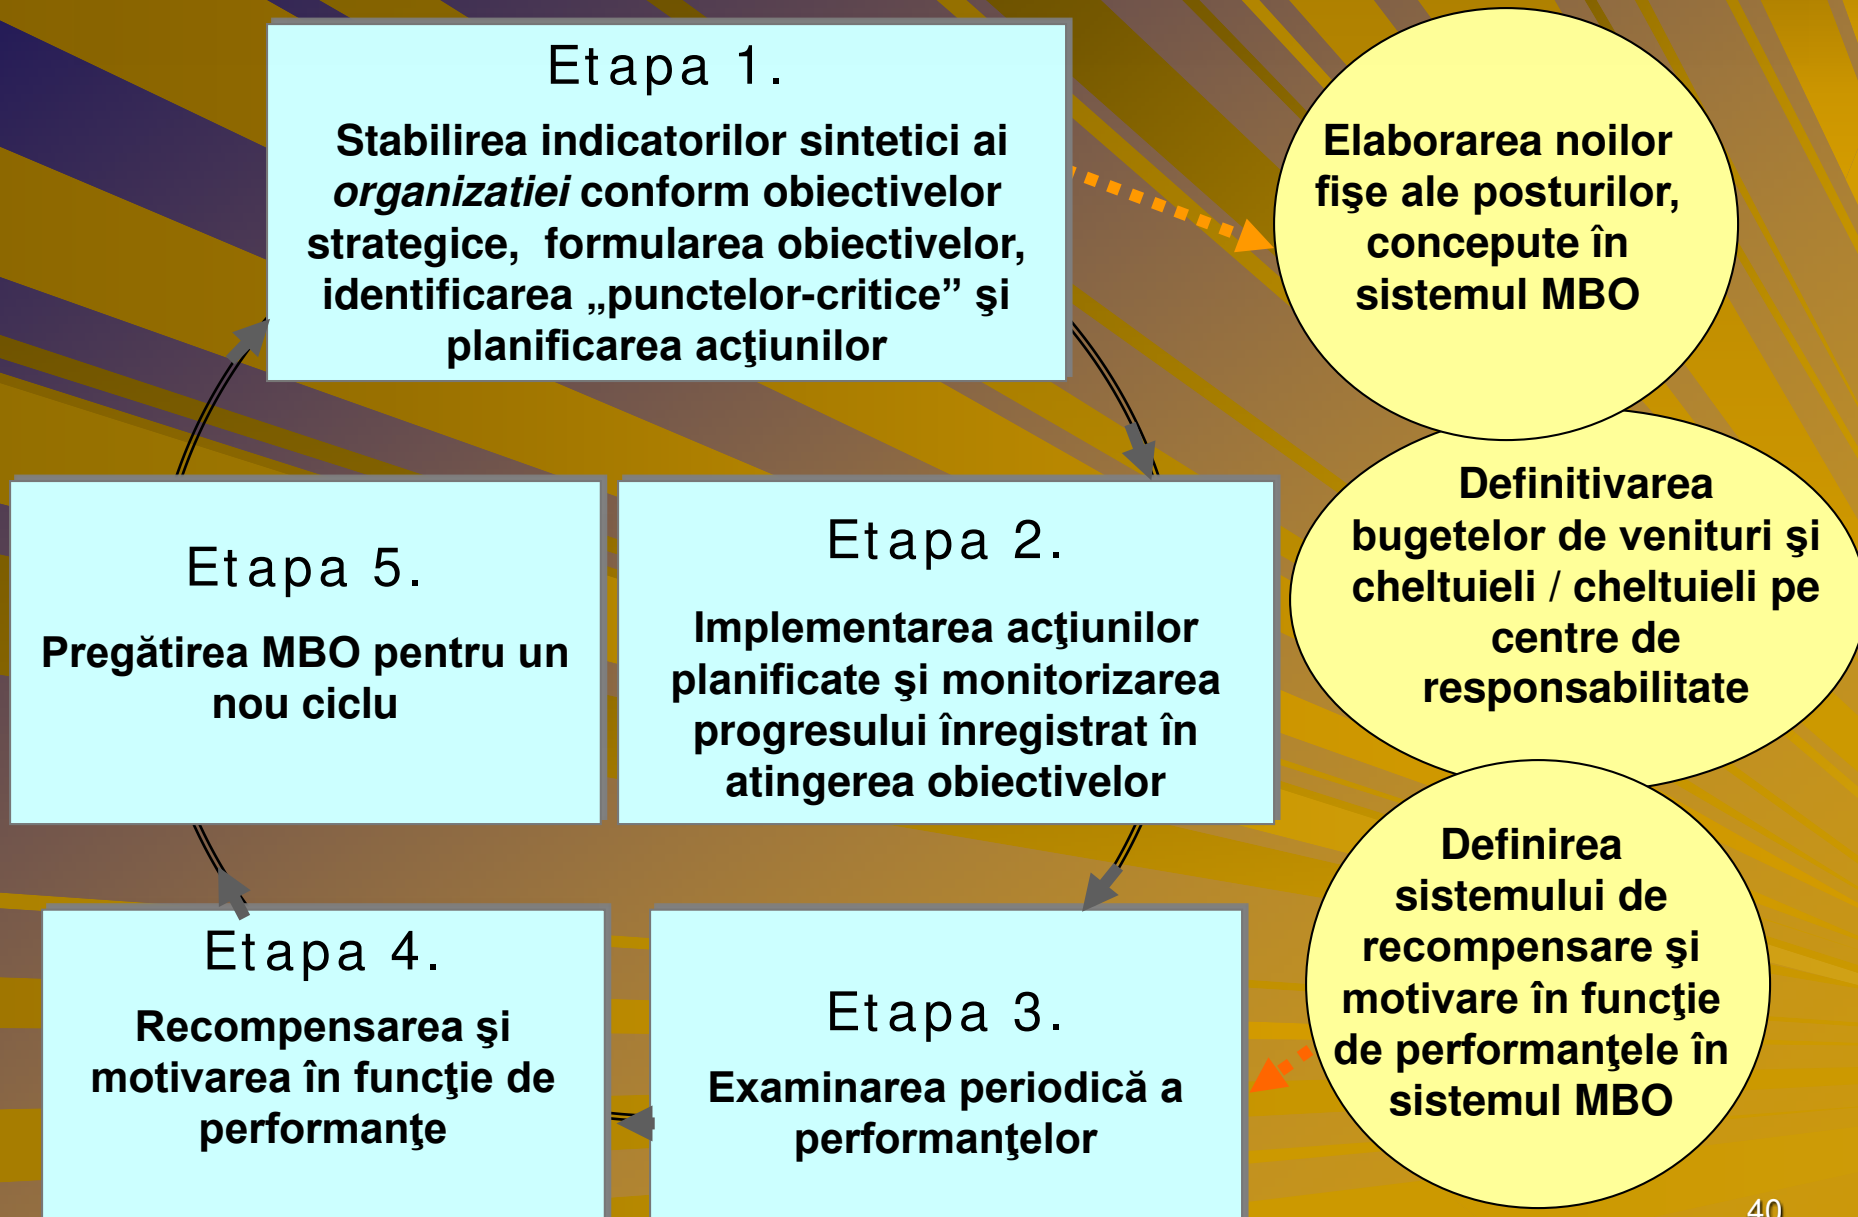 Etapa 1.
Stabilirea indicatorilor sintetici ai
organizatiei conform obiectivelor
strategice, formularea obiectivelor,
identificarea „punctelor-critice” şi
planificarea acţiunilor
Elaborarea noilor
fişe ale posturilor,
concepute în
sistemul MBO
Etapa 5.
Pregătirea MBO pentru un
nou ciclu
Etapa 2.
Implementarea acţiunilor
planificate şi monitorizarea
progresului înregistrat în
atingerea obiectivelor
Definitivarea
bugetelor de venituri şi
cheltuieli / cheltuieli pe
centre de
responsabilitate
Etapa 4.
Recompensarea şi
motivarea în funcţie de
performanţe
Etapa 3.
Examinarea periodică a
performanţelor
Definirea
sistemului de
recompensare şi
motivare în funcţie
de performanţele în
sistemul MBO
40